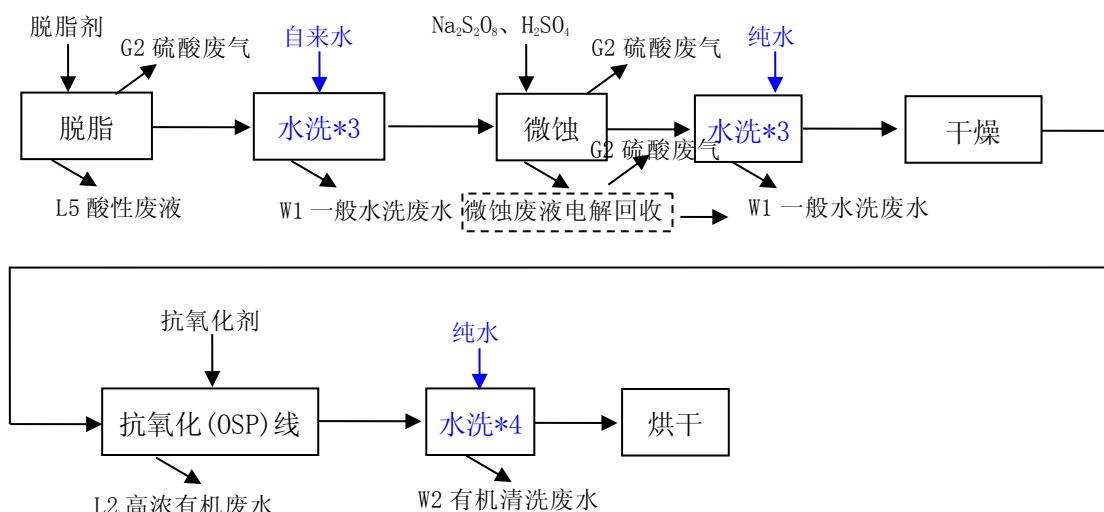 脱脂剂
G2 硫酸废气
自来水
Na₂S₂O₈、H₂SO₄
G2 硫酸废气
纯水
脱脂
水洗*3
微蚀
水洗*3
干燥
G2 硫酸废气
L5 酸性废液
W1 一般水洗废水
微蚀废液电解回收
W1 一般水洗废水
抗氧化剂
纯水
抗氧化(OSP)线
水洗*4
烘干
L2 高浓有机废水
W2 有机清洗废水